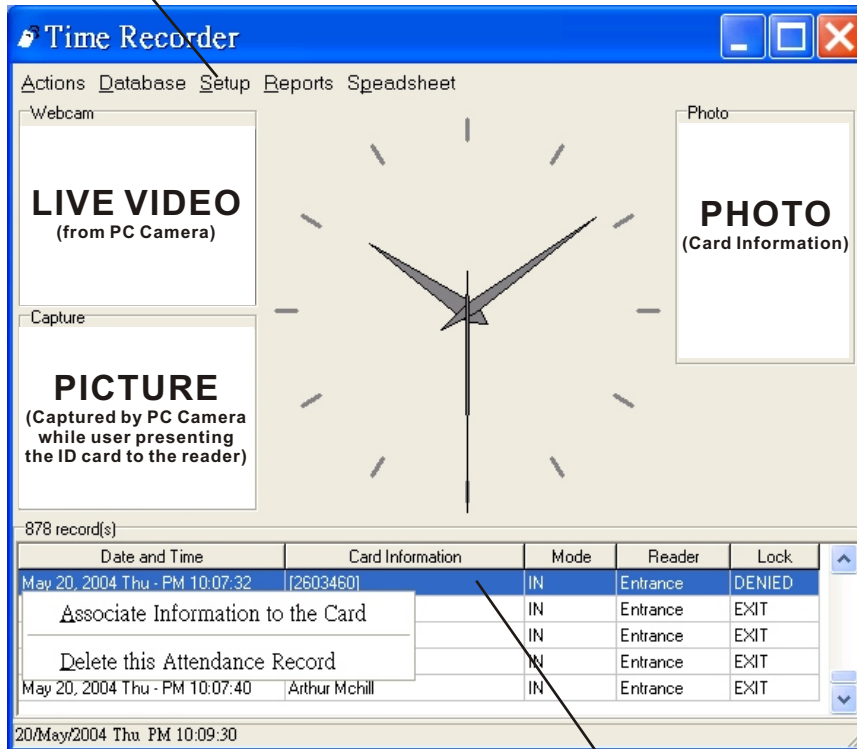 Time Recorder
Actions Database Setup Reports Speadsheet
Webcam
LIVE VIDEO
(from PC Camera)
Photo
PHOTO
(Card Information)
Capture
PICTURE
(Captured by PC Camera
while user presenting
the ID card to the reader)
878 record(s)
Date and Time Card Information Mode Reader Lock
May 20, 2004 Thu - PM 10:07:32 [2603460] IN Entrance DENIED
Associate Information to the Card IN Entrance EXIT
IN Entrance EXIT
Delete this Attendance Record IN Entrance EXIT
May 20, 2004 Thu - PM 10:07:40 Arthur Mchill IN Entrance EXIT
20/May/2004 Thu PM 10:09:30